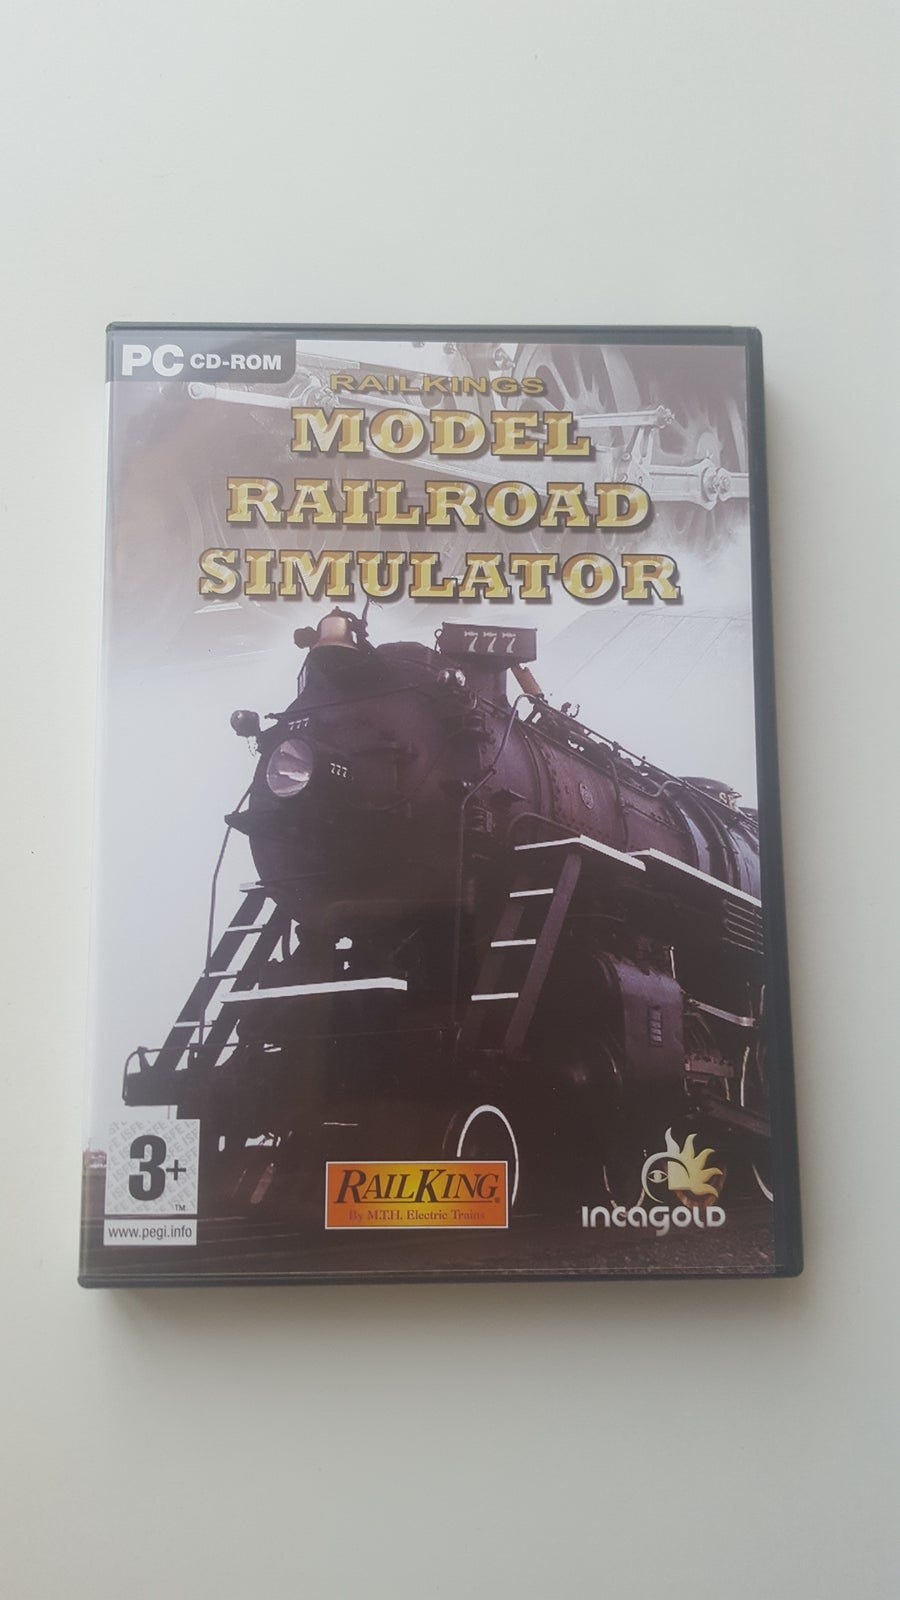 PC CD-ROM
RAILKINGS
MODEL
RAILROAD
SIMULATOR
777
777
777
3+
TM
www.pegi.info
RAILKING®
By M.T.H. Electric Trains
INCAGOLD